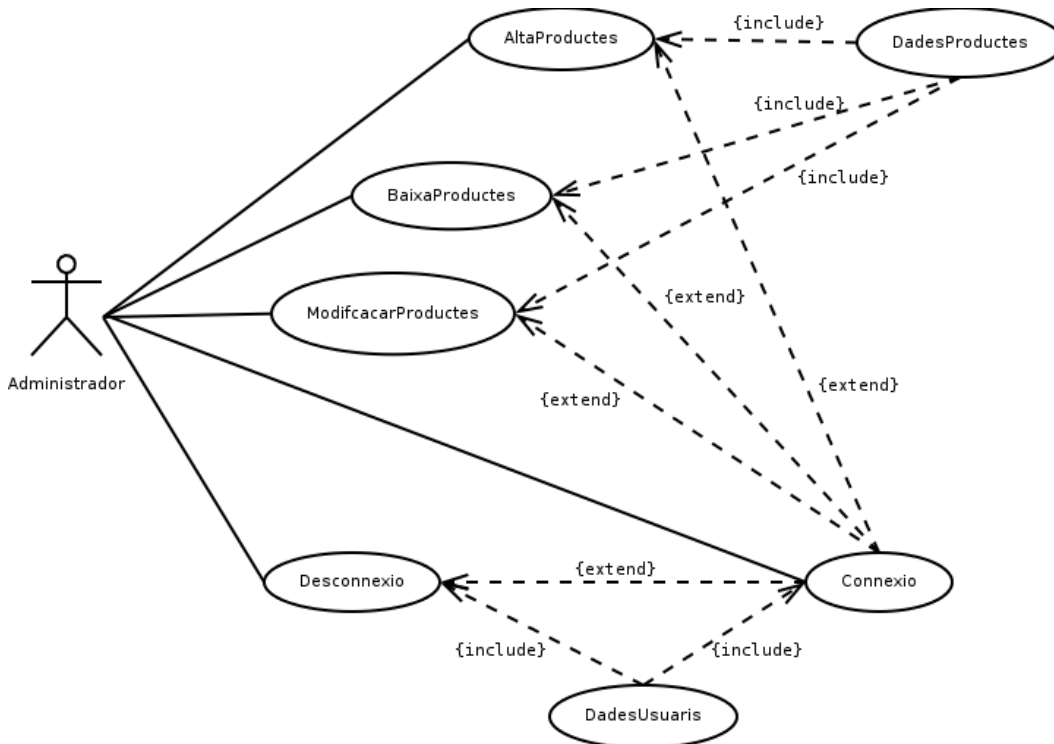 AltaProductes
{include}
DadesProductes
{include}
{include}
BaixaProductes
ModifcacarProductes
{extend}
{extend}
{extend}
Administrador
Desconnexio
{extend}
Connexio
{include}
{include}
DadesUsuaris